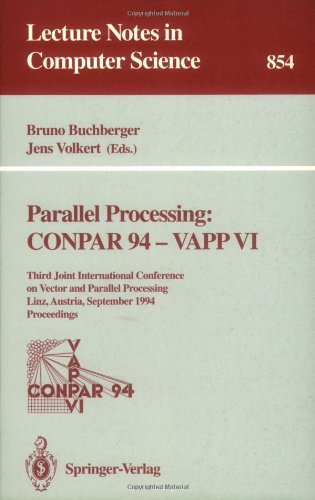 Lecture Notes in
Computer Science 854
Bruno Buchberger
Jens Volkert (Eds.)
Parallel Processing:
CONPAR 94 – VAPP VI
Third Joint International Conference
on Vector and Parallel Processing
Linz, Austria, September 1994
Proceedings
VAPP VI
CONPAR 94
Springer-Verlag